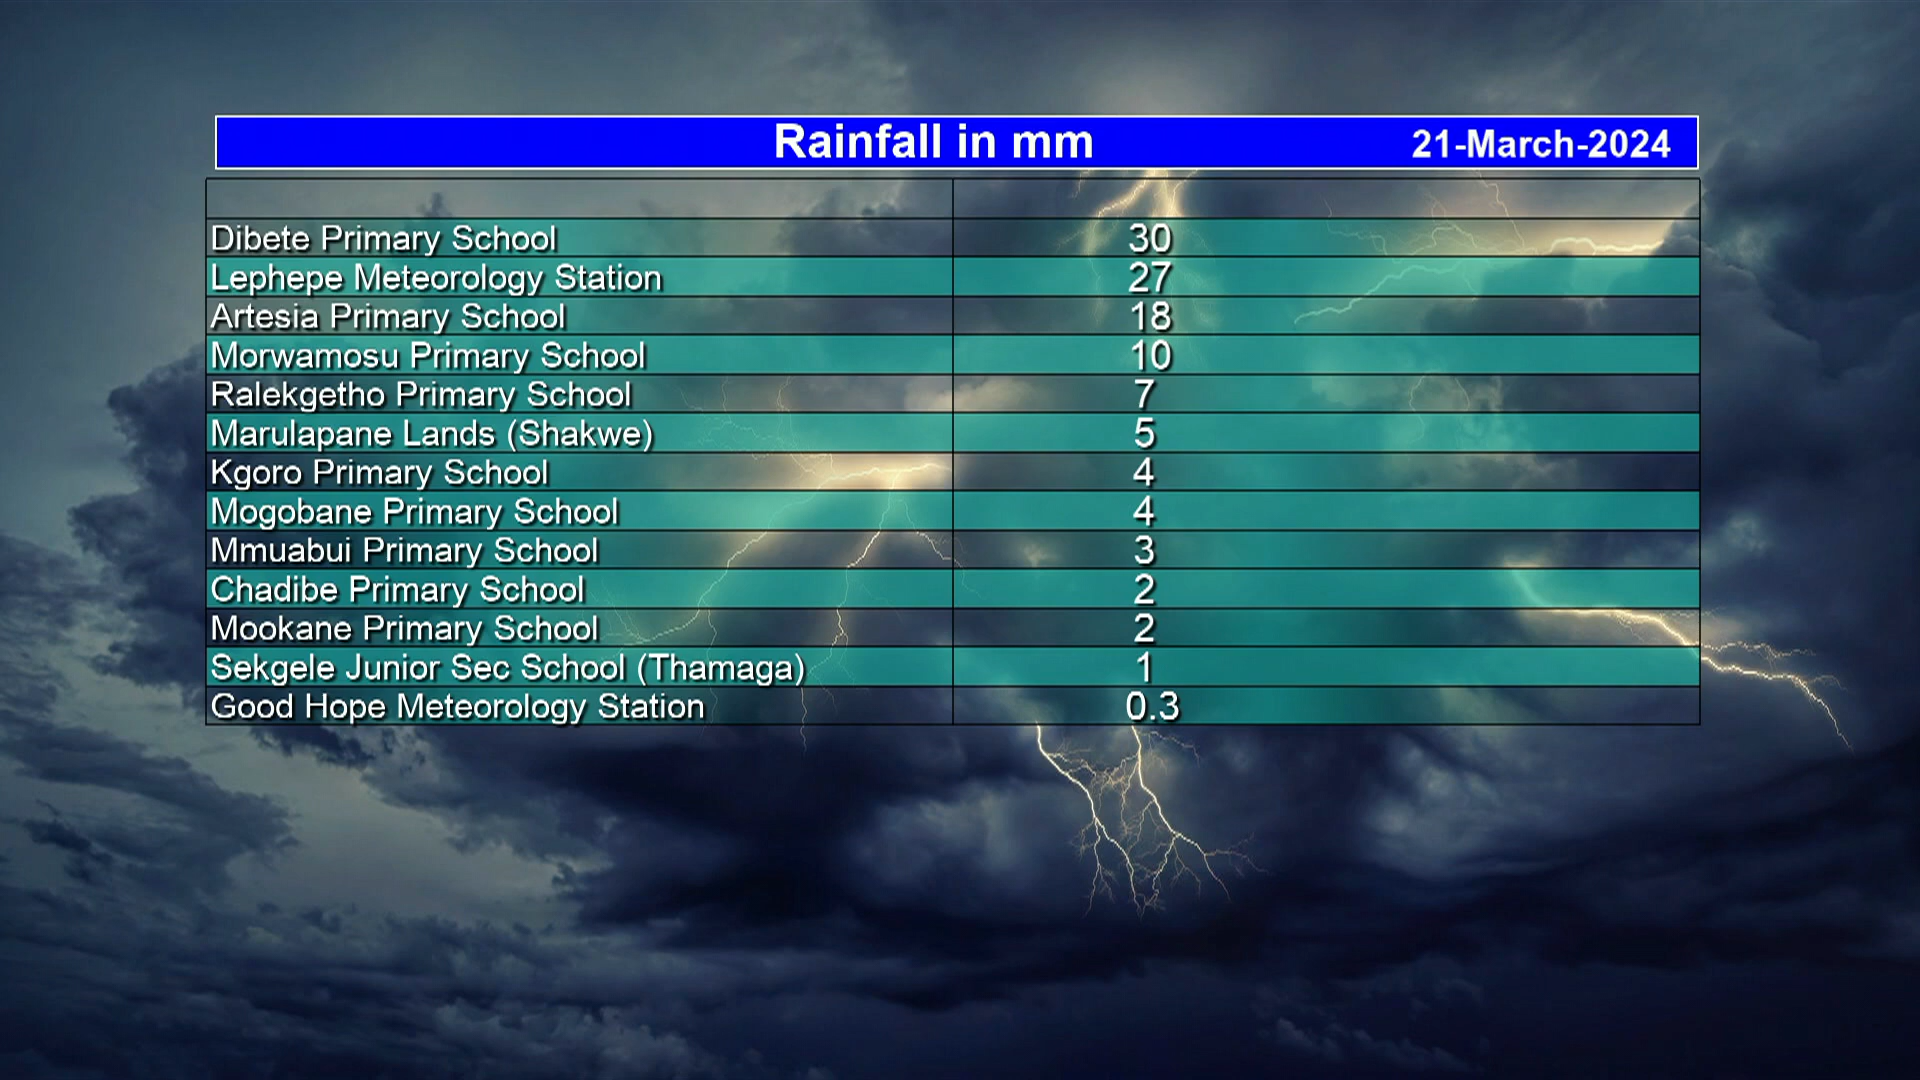 Rainfall in mm 21-March-2024
Dibete Primary School 30
Lephepe Meteorology Station 27
Artesia Primary School 18
Morwamosu Primary School 10
Ralekgetho Primary School 7
Marulapane Lands (Shakwe) 5
Kgoro Primary School 4
Mogobane Primary School 4
Mmuabui Primary School 3
Chadibe Primary School 2
Mookane Primary School 2
Sekgele Junior Sec School (Thamaga) 1
Good Hope Meteorology Station 0.3